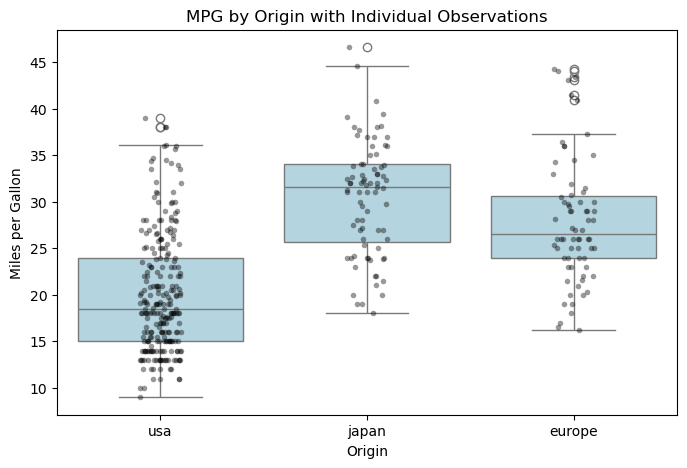 MPG by Origin with Individual Observations
Miles per Gallon
45
40
35
30
25
20
15
10
usa japan europe
Origin